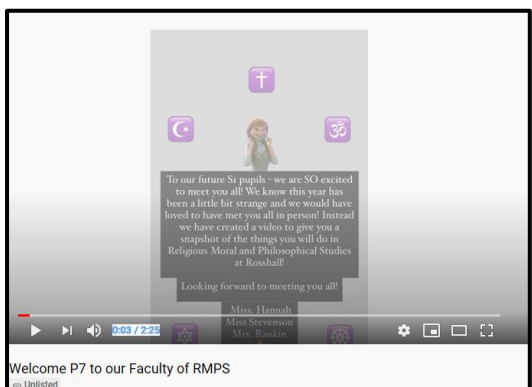 To our future S1 pupils - we are SO excited
to meet you all! We know this year has
been a little bit strange and we would have
loved to have met you all in person! Instead
we have created a video to give you a
snapshot of the things you will do in
Religious Moral and Philosophical Studies
at Rosshall!
Looking forward to meeting you all!
Miss. Hannah
Miss Stevenson
Mrs. Rankin
0:03 / 2:25
Welcome P7 to our Faculty of RMPS
Unlisted